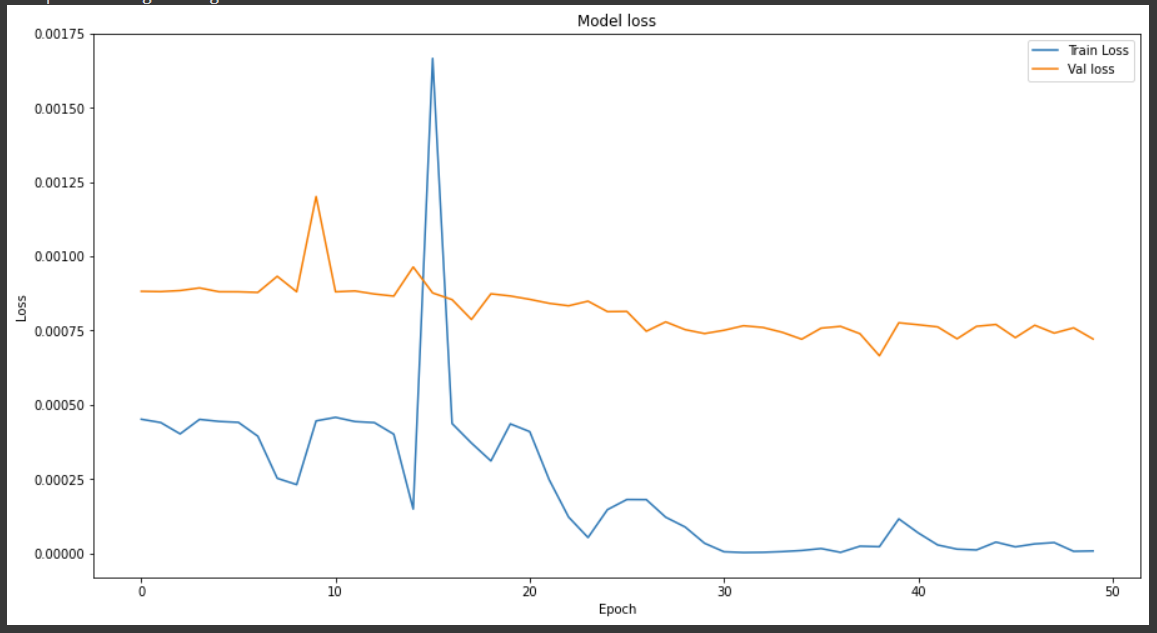 Model loss
0.00175
0.00150
0.00125
0.00100
0.00075
0.00050
0.00025
0.00000
Loss
Train Loss
Val loss
0 10 20 30 40 50
Epoch